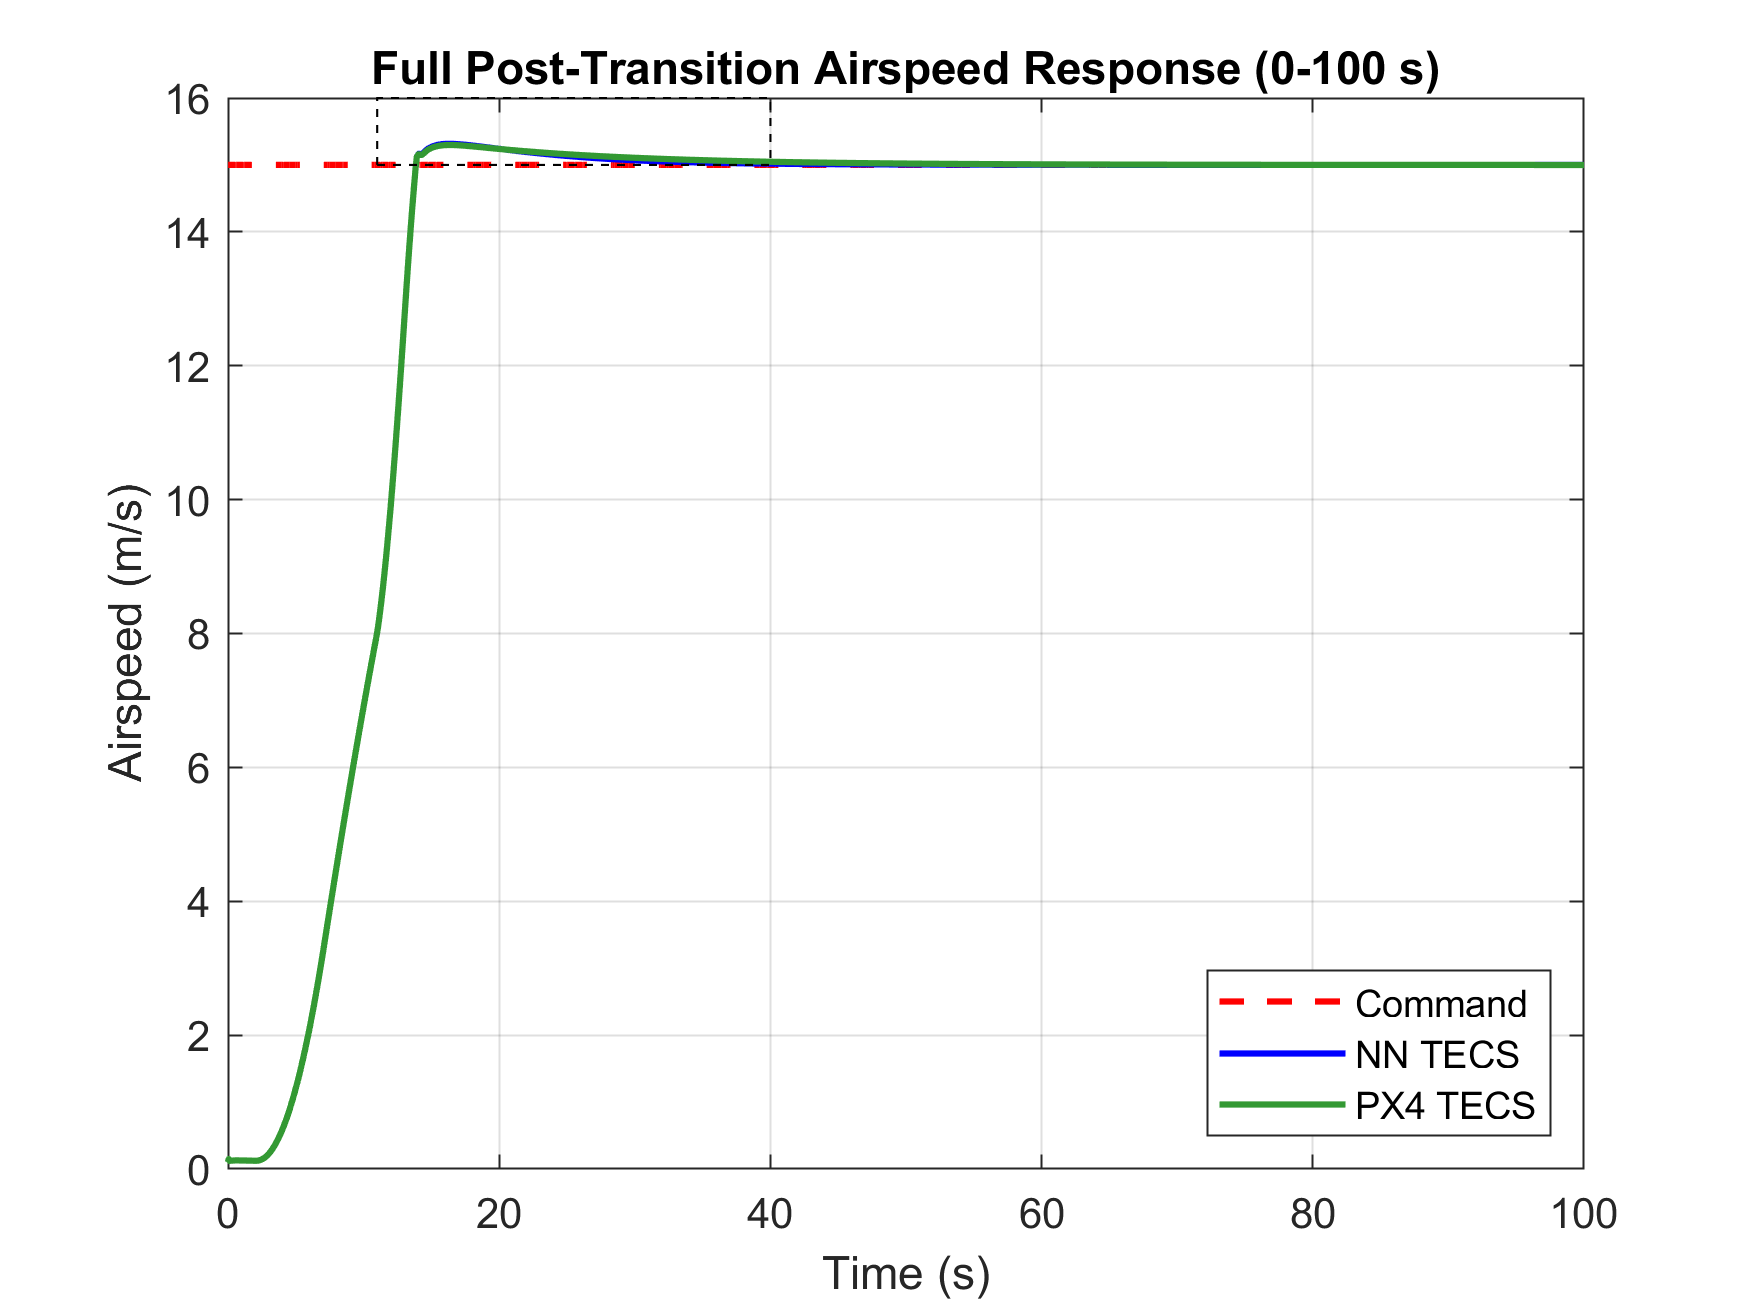 Full Post-Transition Airspeed Response (0-100 s)
16
14
12
10
8
6
4
2
0
Airspeed (m/s)
Command
NN TECS
PX4 TECS
0 20 40 60 80 100
Time (s)